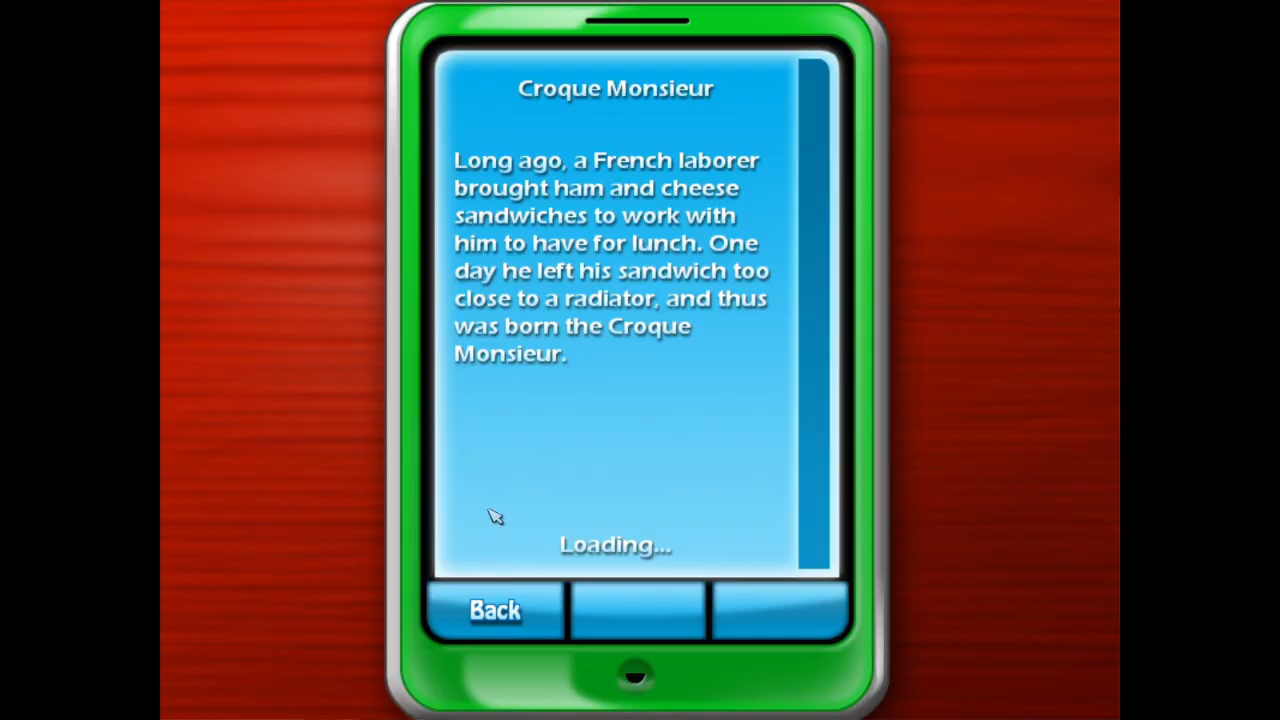 Croque Monsieur
Long ago, a French laborer
brought ham and cheese
sandwiches to work with
him to have for lunch. One
day he left his sandwich too
close to a radiator, and thus
was born the Croque
Monsieur.
Loading...
Back